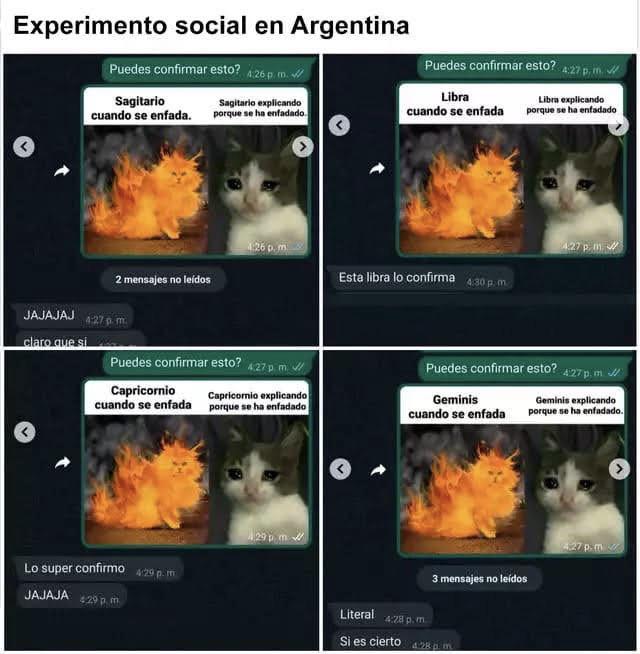 Experimento social en Argentina
Puedes confirmar esto? 4:26 p. m.
Sagitario
cuando se enfada.
Sagitario explicando
porque se ha enfadado.
4:26 p. m.
2 mensajes no leídos
JAJAJAJ 4:27 p. m.
claro que si
Puedes confirmar esto? 4:27 p. m.
Libra
cuando se enfada
Libra explicando
porque se ha enfadado
4:27 p. m.
Esta libra lo confirma 4:30 p. m.
Puedes confirmar esto? 4:27 p. m.
Capricornio
cuando se enfada
Capricornio explicando
porque se ha enfadado
4:29 p. m.
Lo super confirmo 4:29 p. m.
JAJAJA 4:29 p. m.
Puedes confirmar esto? 4:27 p. m.
Geminis
cuando se enfada
Geminis explicando
porque se ha enfadado.
4:27 p. m.
3 mensajes no leídos
Literal 4:28 p. m.
Si es cierto 4:28 p. m.